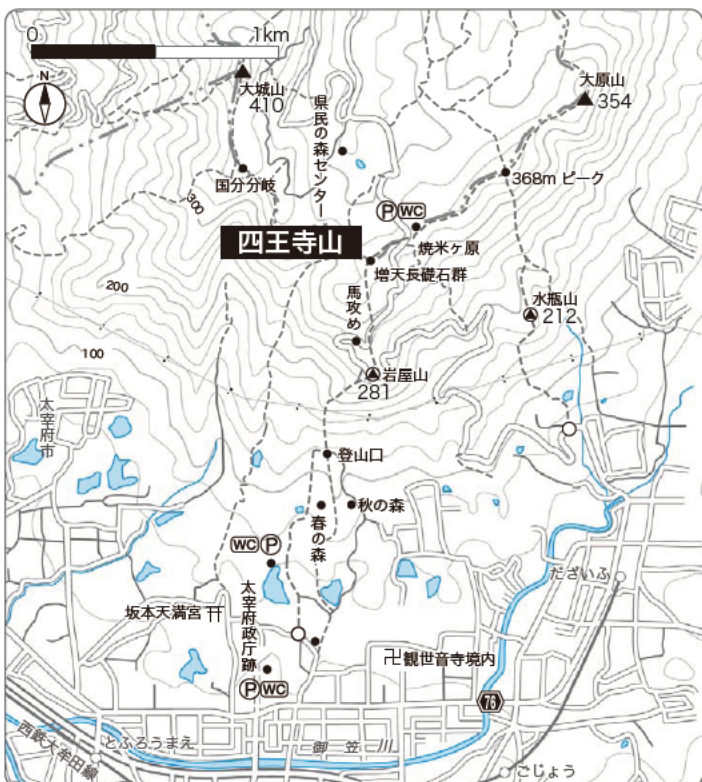 0 1km
N
大城山
410
県民の森センター
大原山
354
国分分岐
300
368m ピーク
P WC
焼米ヶ原
四王寺山
増天長礎石群
200
馬攻め
水瓶山
212
100
岩屋山
281
太宰府市
登山口
秋の森
春の森
WC P
だざいふ
坂本天満宮
太宰府政庁跡
卍観世音寺境内
P WC
76
西鉄大牟田線
とふろうまえ
御笠川
ごじょう